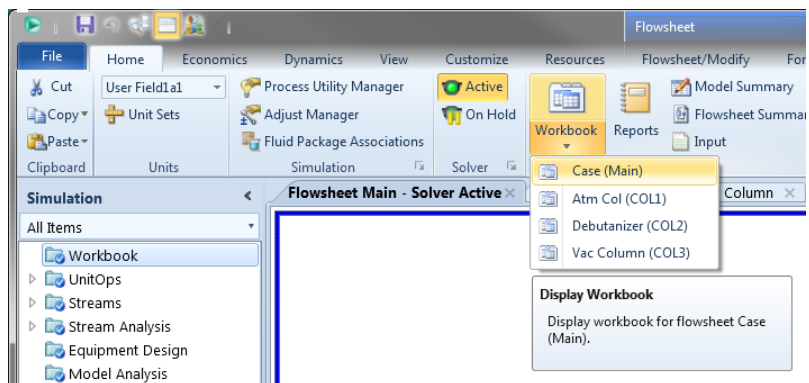 Flowsheet
File Home Economics Dynamics View Customize Resources Flowsheet/Modify
Cut User Field1a1 Process Utility Manager Active Model Summary
Copy Unit Sets Adjust Manager On Hold Workbook Reports Flowsheet
Paste Fluid Package Associations Input
Clipboard Units Simulation Solver
Case (Main)
Simulation Flowsheet Main - Solver Active Column
Atm Col (COL1)
All Items Debutanizer (COL2)
Workbook Vac Column (COL3)
UnitOps
Streams Display Workbook
Stream Analysis Display workbook for flowsheet Case
Equipment Design (Main).
Model Analysis